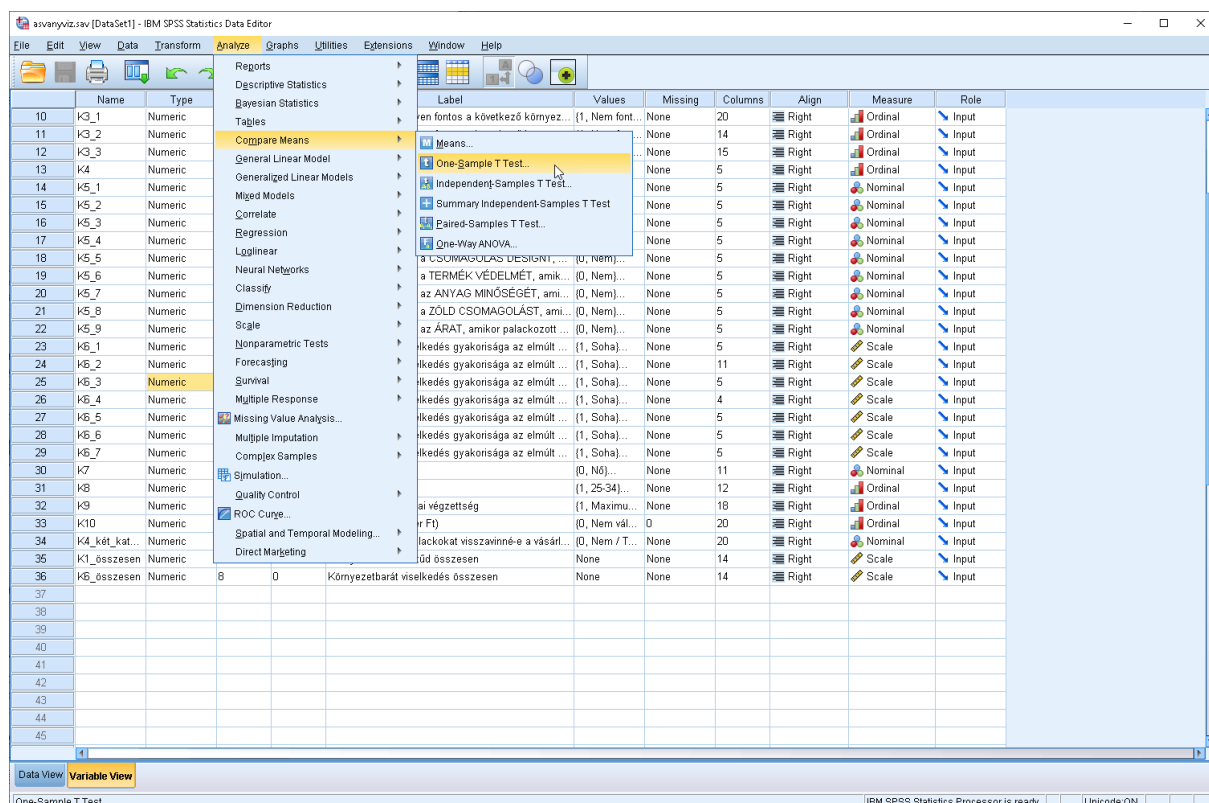 asvanyviz.sav [DataSet1] - IBM SPSS Statistics Data Editor
File Edit View Data Transform Analyze Graphs Utilities Extensions Window Help
Name Type Label Values Missing Columns Align Measure Role
Reports
Descriptive Statistics
Bayesian Statistics
Tables
Compare Means
General Linear Model
Generalized Linear Models
Mixed Models
Correlate
Regression
Loglinear
Neural Networks
Classify
Dimension Reduction
Scale
Nonparametric Tests
Forecasting
Survival
Multiple Response
Missing Value Analysis...
Multiple Imputation
Complex Samples
Simulation...
Quality Control
ROC Curve...
Spatial and Temporal Modeling...
Direct Marketing
Means...
One-Sample T Test...
Independent-Samples T Test...
Summary Independent-Samples T Test
Paired-Samples T Test...
One-Way ANOVA...
10 K3_1 Numeric fontos a következő környez... {1, Nem font... None 20 Right Ordinal Input
11 K3_2 Numeric None 14 Right Ordinal Input
12 K3_3 Numeric None 15 Right Ordinal Input
13 K4 Numeric None 5 Right Ordinal Input
14 K5_1 Numeric None 5 Right Nominal Input
15 K5_2 Numeric None 5 Right Nominal Input
16 K5_3 Numeric None 5 Right Nominal Input
17 K5_4 Numeric None 5 Right Nominal Input
18 K5_5 Numeric a CSOMAGOLÁS DESIGNT, ... {0, Nem}... None 5 Right Nominal Input
19 K5_6 Numeric a TERMÉK VÉDELMÉT, amik... {0, Nem}... None 5 Right Nominal Input
20 K5_7 Numeric az ANYAG MINŐSÉGÉT, ami... {0, Nem}... None 5 Right Nominal Input
21 K5_8 Numeric a ZÖLD CSOMAGOLÁST, ami... {0, Nem}... None 5 Right Nominal Input
22 K5_9 Numeric az ÁRAT, amikor palackozott ... {0, Nem}... None 5 Right Nominal Input
23 K6_1 Numeric elkedés gyakorisága az elmúlt ... {1, Soha}... None 5 Right Scale Input
24 K6_2 Numeric elkedés gyakorisága az elmúlt ... {1, Soha}... None 11 Right Scale Input
25 K6_3 Numeric elkedés gyakorisága az elmúlt ... {1, Soha}... None 5 Right Scale Input
26 K6_4 Numeric elkedés gyakorisága az elmúlt ... {1, Soha}... None 4 Right Scale Input
27 K6_5 Numeric elkedés gyakorisága az elmúlt ... {1, Soha}... None 5 Right Scale Input
28 K6_6 Numeric elkedés gyakorisága az elmúlt ... {1, Soha}... None 5 Right Scale Input
29 K6_7 Numeric elkedés gyakorisága az elmúlt ... {1, Soha}... None 5 Right Scale Input
30 K7 Numeric {0, Nő}... None 11 Right Nominal Input
31 K8 Numeric {1, 25-34}... None 12 Right Ordinal Input
32 K9 Numeric ai végzettség {1, Maximu... None 18 Right Ordinal Input
33 K10 Numeric r Ft) {0, Nem vál... 0 20 Right Ordinal Input
34 K4_két_kat... Numeric lackokat visszavinné-e a vásárl... {0, Nem / T... None 20 Right Nominal Input
35 K1_összesen Numeric űd összesen None None 14 Right Scale Input
36 K6_összesen Numeric 8 0 Környezetbarát viselkedés összesen None None 14 Right Scale Input
37
38
39
40
41
42
43
44
45
Data View Variable View
One-Sample T Test... IBM SPSS Statistics Processor is ready Unicode:ON